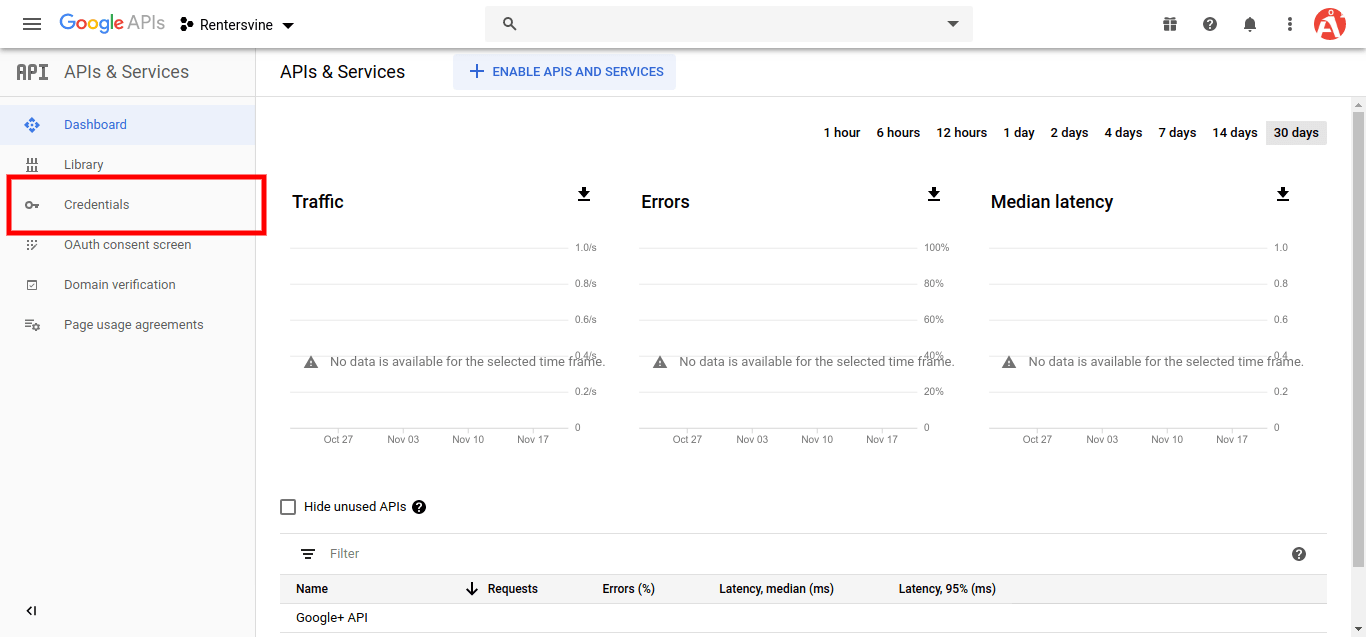 Google APIs Rentersvine
API APIs & Services
APIs & Services ENABLE APIS AND SERVICES
Dashboard
Library
Credentials
OAuth consent screen
Domain verification
Page usage agreements
1 hour 6 hours 12 hours 1 day 2 days 4 days 7 days 14 days 30 days
Traffic
1.0/s
0.8/s
0.6/s
0.4/s
No data is available for the selected time frame.
0.2/s
0
Oct 27 Nov 03 Nov 10 Nov 17
Errors
100%
80%
60%
40%
No data is available for the selected time frame.
20%
0
Oct 27 Nov 03 Nov 10 Nov 17
Median latency
1.0
0.8
0.6
0.4
No data is available for the selected time frame.
0.2
0
Oct 27 Nov 03 Nov 10 Nov 17
Hide unused APIs
Filter
Name Requests Errors (%) Latency, median (ms) Latency, 95% (ms)
Google+ API